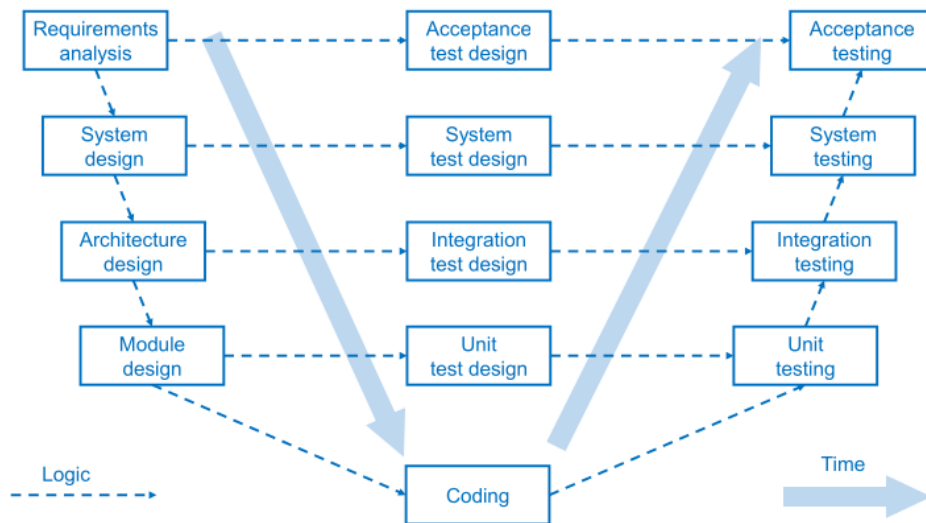 Requirements
analysis
Acceptance
test design
Acceptance
testing
System
design
System
test design
System
testing
Architecture
design
Integration
test design
Integration
testing
Module
design
Unit
test design
Unit
testing
Logic
Coding
Time